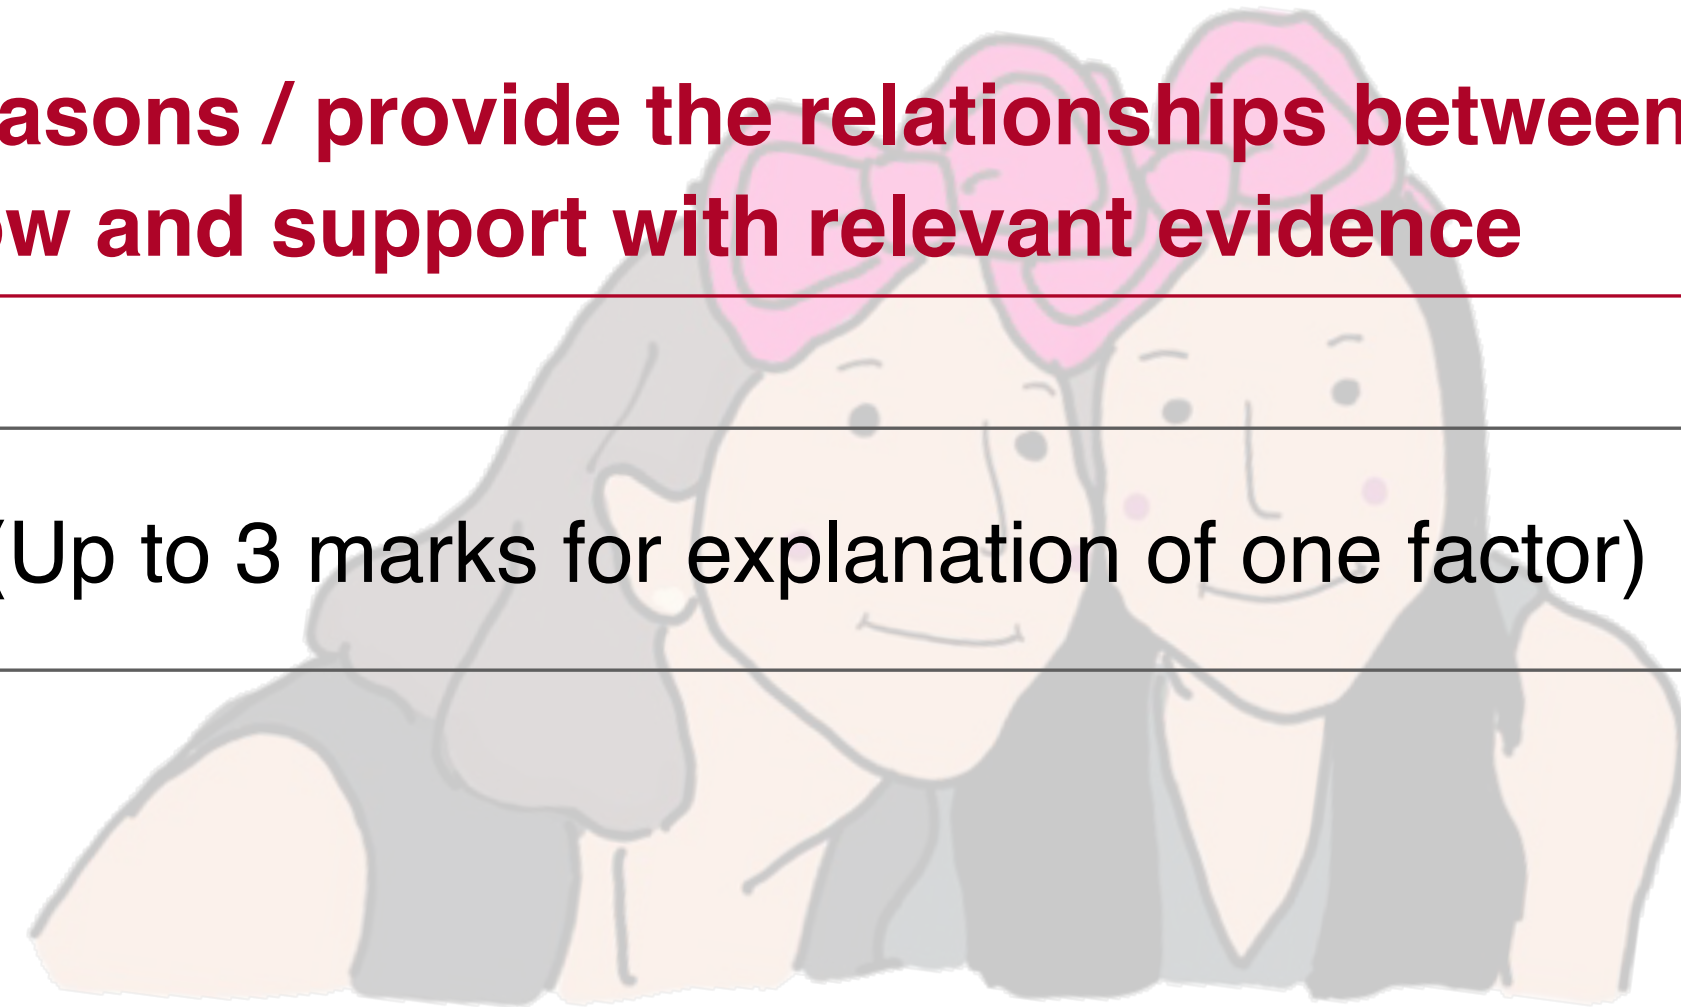 asons / provide the relationships between
w and support with relevant evidence
(Up to 3 marks for explanation of one factor)